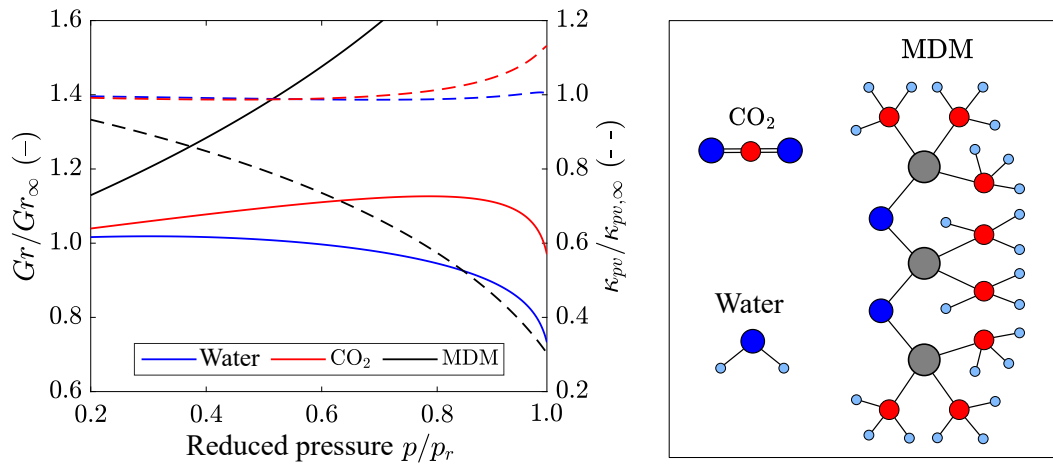 1.6
1.4
1.2
1.0
0.8
0.6
Gr/Gr∞ (–)
0.2
0.4
0.6
0.8
1.0
Reduced pressure p/pᵣ
1.2
1.0
0.8
0.6
0.4
0.2
κpv/κpv,∞ (- -)
Water CO₂ MDM
MDM
CO₂
Water